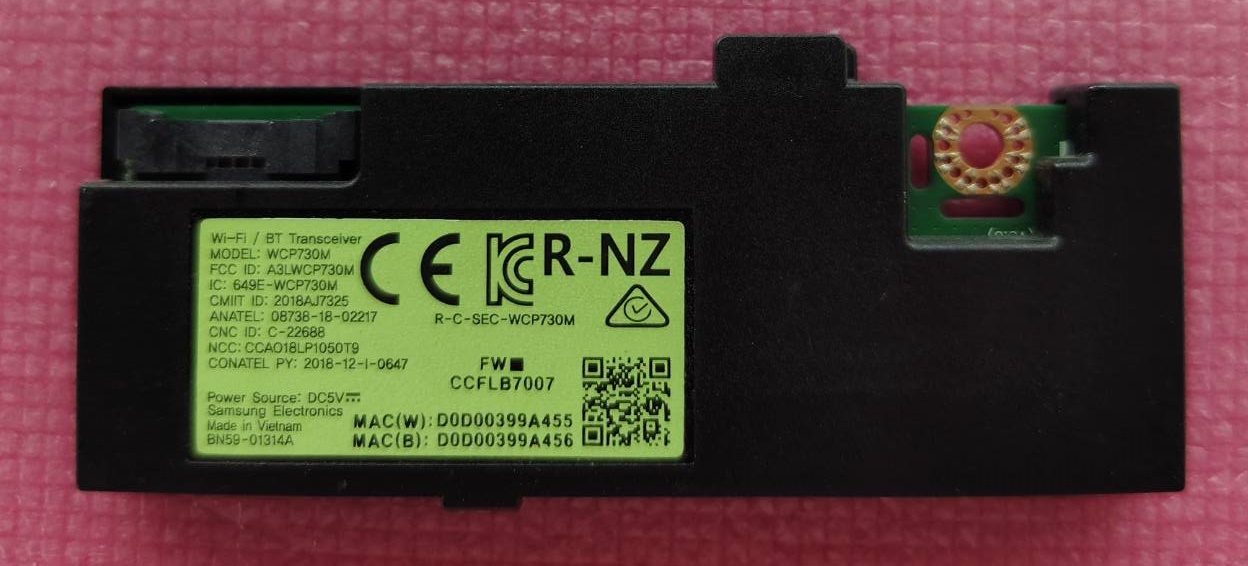 Wi-Fi / BT Transceiver
MODEL: WCP730M
FCC ID: A3LWCP730M
IC: 649E-WCP730M
CMIIT ID: 2018AJ7325
ANATEL: 08738-18-02217
CNC ID: C-22688
NCC: CCAO18LP1050T9
CONATEL PY: 2018-12-I-0647
Power Source: DC5V
Samsung Electronics
Made in Vietnam
BN59-01314A
CE
R-NZ
R-C-SEC-WCP730M
FW■
CCFLB7007
MAC(W): D0D00399A455
MAC(B): D0D00399A456